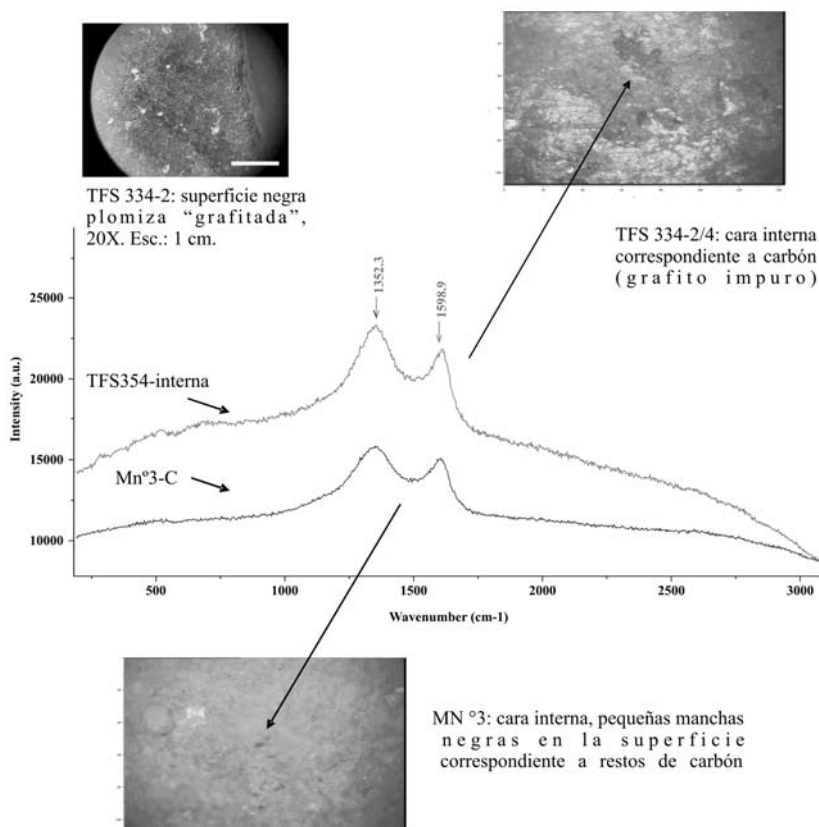 TFS 334-2: superficie negra
plomiza “grafitada”,
20X. Esc.: 1 cm.
TFS 334-2/4: cara interna
correspondiente a carbón
(grafito impuro)
1352.3
1598.9
25000
20000
15000
10000
Intensity (a.u.)
TFS354-interna
Mnº3-C
500
1000
1500
2000
2500
3000
Wavenumber (cm-1)
MN °3: cara interna, pequeñas manchas
negras en la superficie
correspondiente a restos de carbón